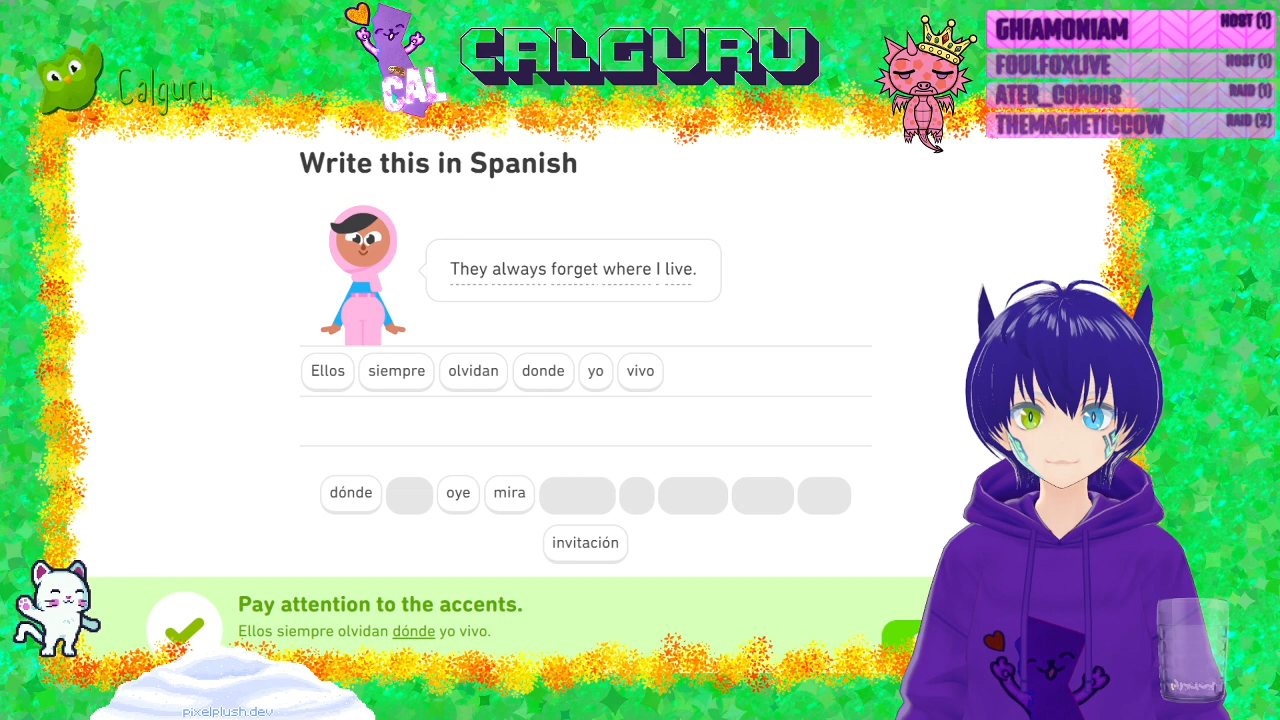 Calguru
CAL
CALGURU
GHIAMONIAM HOST (1)
FOULFOXLIVE HOST (1)
ATER_CORDIS RAID (1)
THEMAGNETICCOW RAID (2)
Write this in Spanish
They always forget where I live.
Ellos siempre olvidan donde yo vivo
dónde oye mira
invitación
Pay attention to the accents.
Ellos siempre olvidan dónde yo vivo.
pixelplush.dev